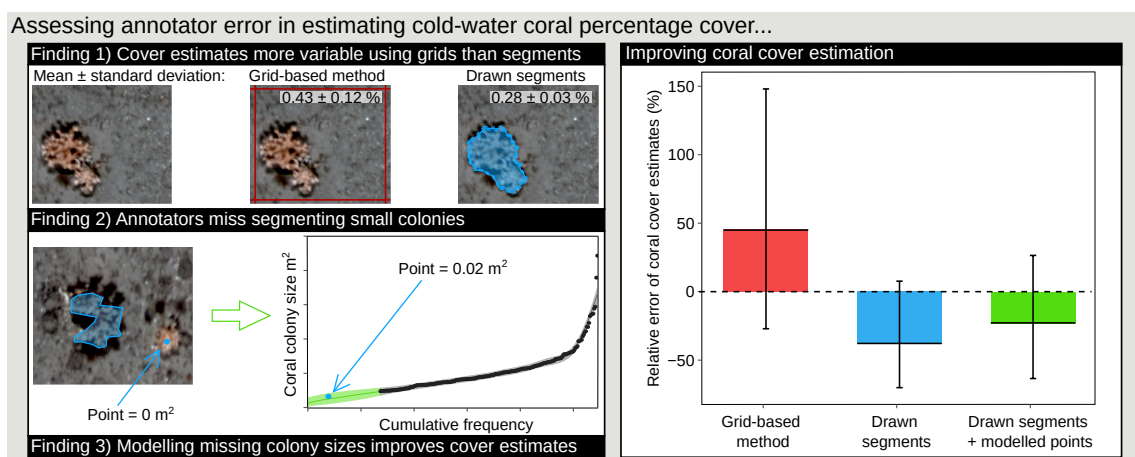 Assessing annotator error in estimating cold-water coral percentage cover...
Finding 1) Cover estimates more variable using grids than segments
Mean ± standard deviation:
Grid-based method
Drawn segments
0.43 ± 0.12 %
0.28 ± 0.03 %
Finding 2) Annotators miss segmenting small colonies
Point = 0 m²
Coral colony size m²
Point = 0.02 m²
Cumulative frequency
Finding 3) Modelling missing colony sizes improves cover estimates
Improving coral cover estimation
Relative error of coral cover estimates (%)
150
100
50
0
−50
Grid-based
method
Drawn
segments
Drawn segments
+ modelled points